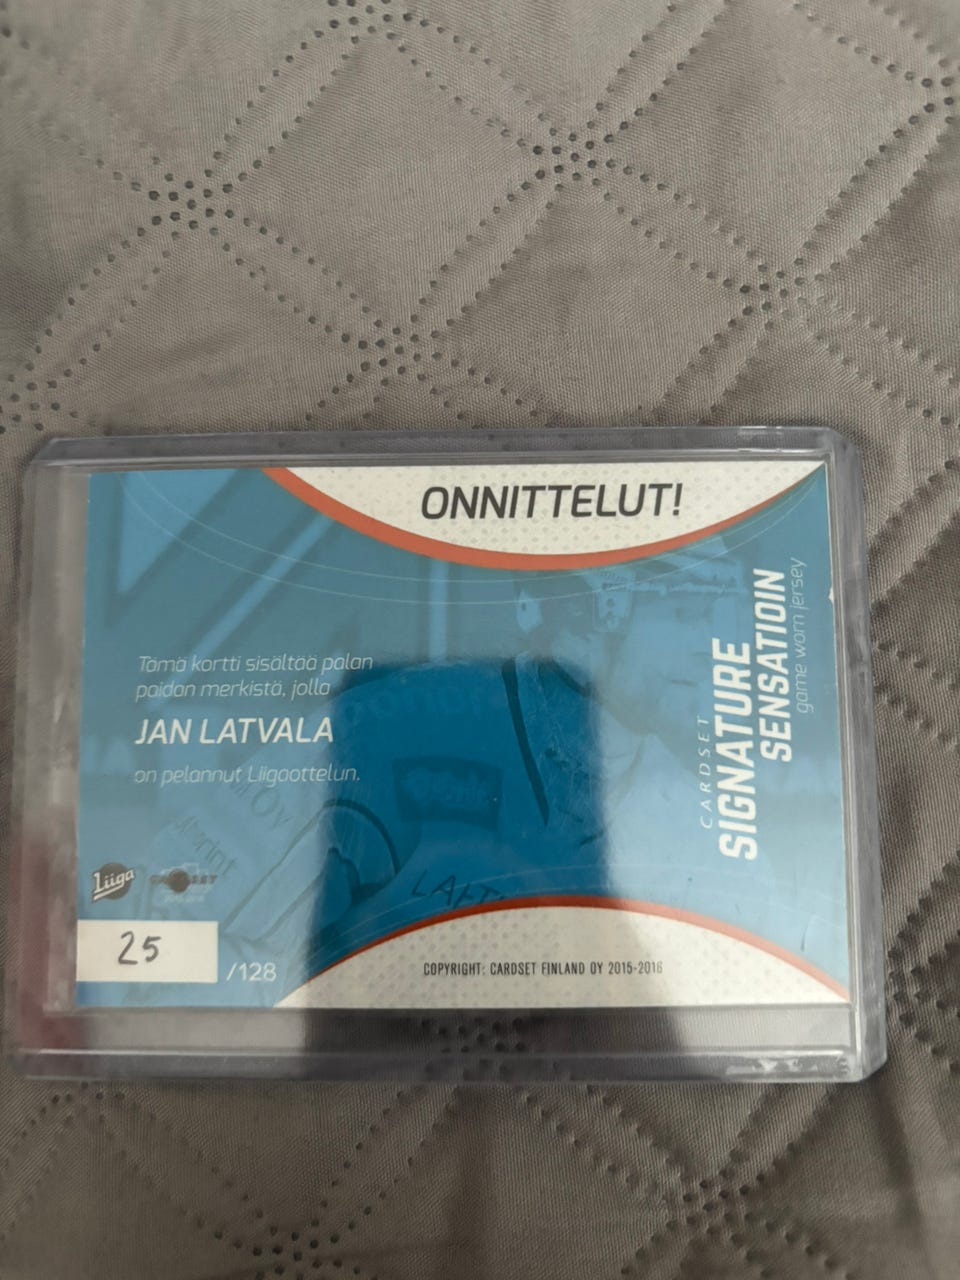 ONNITTELUT!
Tämä kortti sisältää palan
paidan merkistä, jolla
JAN LATVALA
on pelannut Liigaottelun.
CARDSET
SIGNATURE
SENSATIOIN
game worn jersey
Liiga
25
/128
COPYRIGHT: CARDSET FINLAND OY 2015-2016